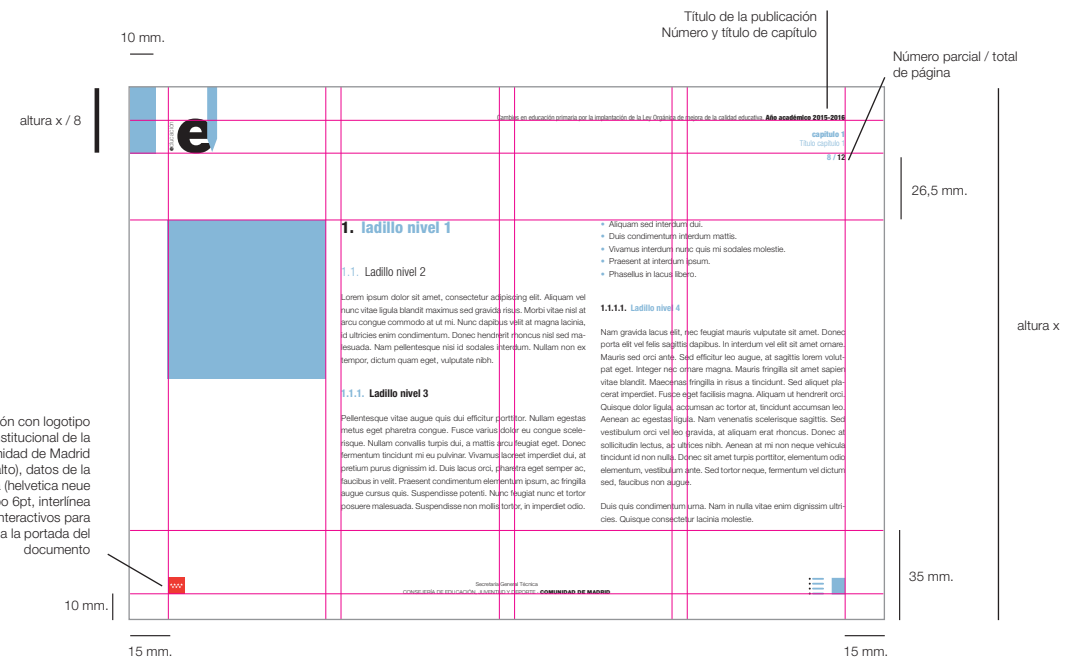 Título de la publicación
Número y título de capítulo
10 mm.
Número parcial / total
de página
altura x / 8
e
Cambios en educación primaria por la implantación de la Ley Orgánica de mejora de la calidad educativa. Año académico 2015-2016
capítulo 1
Título capítulo 1
8 / 12
26,5 mm.
1. ladillo nivel 1
1.1. Ladillo nivel 2
Lorem ipsum dolor sit amet, consectetur adipiscing elit. Aliquam vel
nunc vitae ligula blandit maximus sed gravida risus. Morbi vitae nisl at
arcu congue commodo at ut mi. Nunc dapibus velit at magna lacinia,
id ultricies enim condimentum. Donec hendrerit rhoncus nisl sed ma-
lesuada. Nam pellentesque nisi id sodales interdum. Nullam non ex
tempor, dictum quam eget, vulputate nibh.
1.1.1. Ladillo nivel 3
Pellentesque vitae augue quis dui efficitur porttitor. Nullam egestas
metus eget pharetra congue. Fusce varius dolor eu congue scele-
risque. Nullam convallis turpis dui, a mattis arcu feugiat eget. Donec
fermentum tincidunt mi eu pulvinar. Vivamus laoreet imperdiet dui, at
pretium purus dignissim id. Duis lacus orci, pharetra eget semper ac,
faucibus in velit. Praesent condimentum elementum ipsum, ac fringilla
augue cursus quis. Suspendisse potenti. Nunc feugiat nunc et tortor
posuere malesuada. Suspendisse non mollis tortor, in imperdiet odio.
• Aliquam sed interdum dui.
• Duis condimentum interdum mattis.
• Vivamus interdum nunc quis mi sodales molestie.
• Praesent at interdum ipsum.
• Phasellus in lacus libero.
1.1.1.1. Ladillo nivel 4
Nam gravida lacus elit, nec feugiat mauris vulputate sit amet. Donec
porta elit vel felis sagittis dapibus. In interdum vel elit sit amet ornare.
Mauris sed orci ante. Sed efficitur leo augue, at sagittis lorem volut-
pat eget. Integer nec ornare magna. Mauris fringilla sit amet sapien
vitae blandit. Maecenas fringilla in risus a tincidunt. Sed aliquet pla-
cerat imperdiet. Fusce eget facilisis magna. Aliquam ut hendrerit orci.
Quisque dolor ligula, accumsan ac tortor at, tincidunt accumsan leo.
Aenean ac egestas ligula. Nam venenatis scelerisque sagittis. Sed
vestibulum orci vel leo gravida, at aliquam erat rhoncus. Donec at
sollicitudin lectus, ac ultrices nibh. Aenean at mi non neque vehicula
tincidunt id non nulla. Donec sit amet turpis porttitor, elementum odio
elementum, vestibulum ante. Sed tortor neque, fermentum vel dictum
sed, faucibus non augue.
Duis quis condimentum urna. Nam in nulla vitae enim dignissim ultri-
cies. Quisque consectetur lacinia molestie.
altura x
ón con logotipo
stitucional de la
nidad de Madrid
alto), datos de la
(helvetica neue
po 6pt, interlínea
nteractivos para
a la portada del
documento
Secretaría General Técnica
CONSEJERÍA DE EDUCACIÓN, JUVENTUD Y DEPORTE - COMUNIDAD DE MADRID
35 mm.
10 mm.
15 mm.
15 mm.